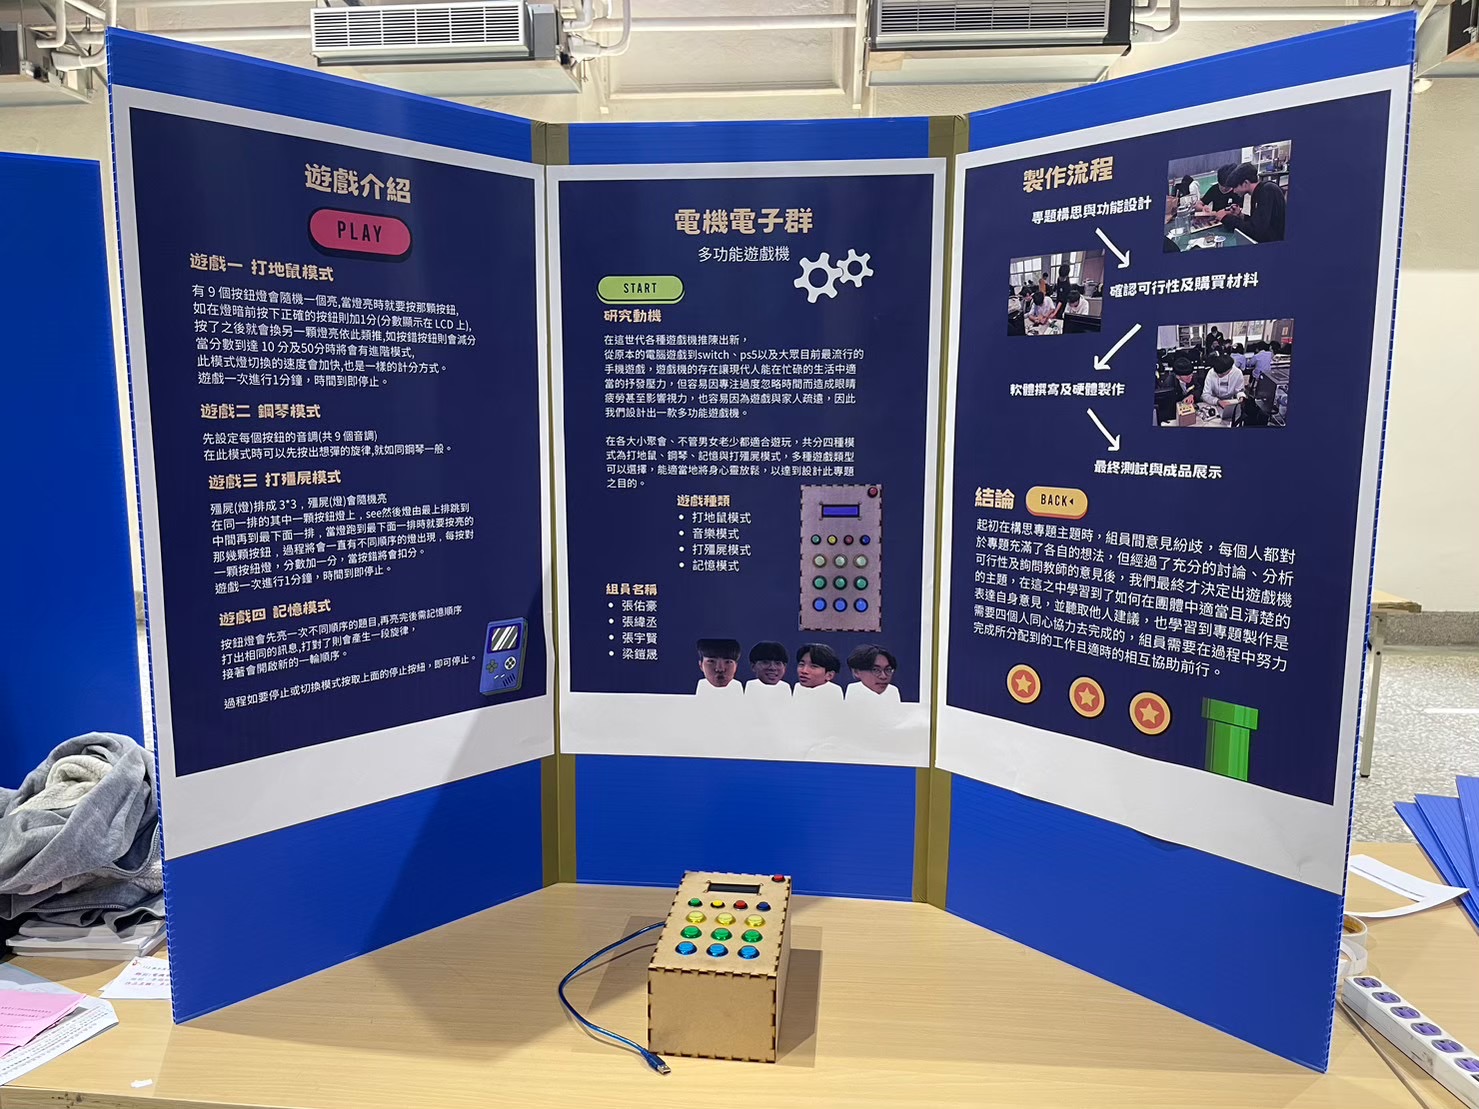 遊戲介紹
PLAY
遊戲一 打地鼠模式
有 9 個按鈕燈會隨機一個亮,當燈亮時就要按那顆按鈕,
如在燈暗前按下正確的按鈕則加1分(分數顯示在 LCD 上),
按了之後就會換另一顆燈亮依此類推,如按錯按鈕則會減分
當分數到達 10 分及50分時將會有進階模式,
此模式燈切換的速度會加快,也是一樣的計分方式。
遊戲一次進行1分鐘,時間到即停止。
遊戲二 鋼琴模式
先設定每個按鈕的音調(共 9 個音調)
在此模式時可以先按出想彈的旋律,就如同鋼琴一般。
遊戲三 打殭屍模式
殭屍(燈)排成 3*3,殭屍(燈)會隨機亮
在同一排的其中一顆按鈕燈上,see然後燈由最上排跳到
中間再到最下面一排,當燈跑到最下面一排時就要按亮的
那幾顆按鈕,過程將會一直有不同順序的燈出現,每按對
一顆按鈕燈,分數加一分,當按錯將會扣分。
遊戲一次進行1分鐘,時間到即停止。
遊戲四 記憶模式
按鈕燈會先亮一次不同順序的題目,再亮完後需記憶順序
打出相同的訊息,打對了則會產生一段旋律,
接著會開啟新的一輪順序。
過程如要停止或切換模式按取上面的停止按鈕,即可停止。
電機電子群
多功能遊戲機
START
研究動機
在這世代各種遊戲機推陳出新,
從原本的電腦遊戲到switch、ps5以及大眾目前最流行的
手機遊戲,遊戲機的存在讓現代人能在忙碌的生活中適
當的抒發壓力,但容易因專注過度忽略時間而造成眼睛
疲勞甚至影響視力,也容易因為遊戲與家人疏遠,因此
我們設計出一款多功能遊戲機。
在各大小聚會、不管男女老少都適合遊玩,共分四種模
式為打地鼠、鋼琴、記憶與打殭屍模式,多種遊戲類型
可以選擇,能適當地將身心靈放鬆,以達到設計此專題
之目的。
遊戲種類
• 打地鼠模式
• 音樂模式
• 打殭屍模式
• 記憶模式
組員名稱
• 張佑豪
• 張緯丞
• 張宇賢
• 梁鎧晟
製作流程
專題構思與功能設計
確認可行性及購買材料
軟體撰寫及硬體製作
最終測試與成品展示
結論
BACK
起初在構思專題主題時,組員間意見紛歧,每個人都對
於專題充滿了各自的想法,但經過了充分的討論、分析
可行性及詢問教師的意見後,我們最終才決定出遊戲機
的主題,在這之中學習到了如何在團體中適當且清楚的
表達自身意見,並聽取他人建議,也學習到專題製作是
需要四個人同心協力去完成的,組員需要在過程中努力
完成所分配到的工作且適時的相互協助前行。